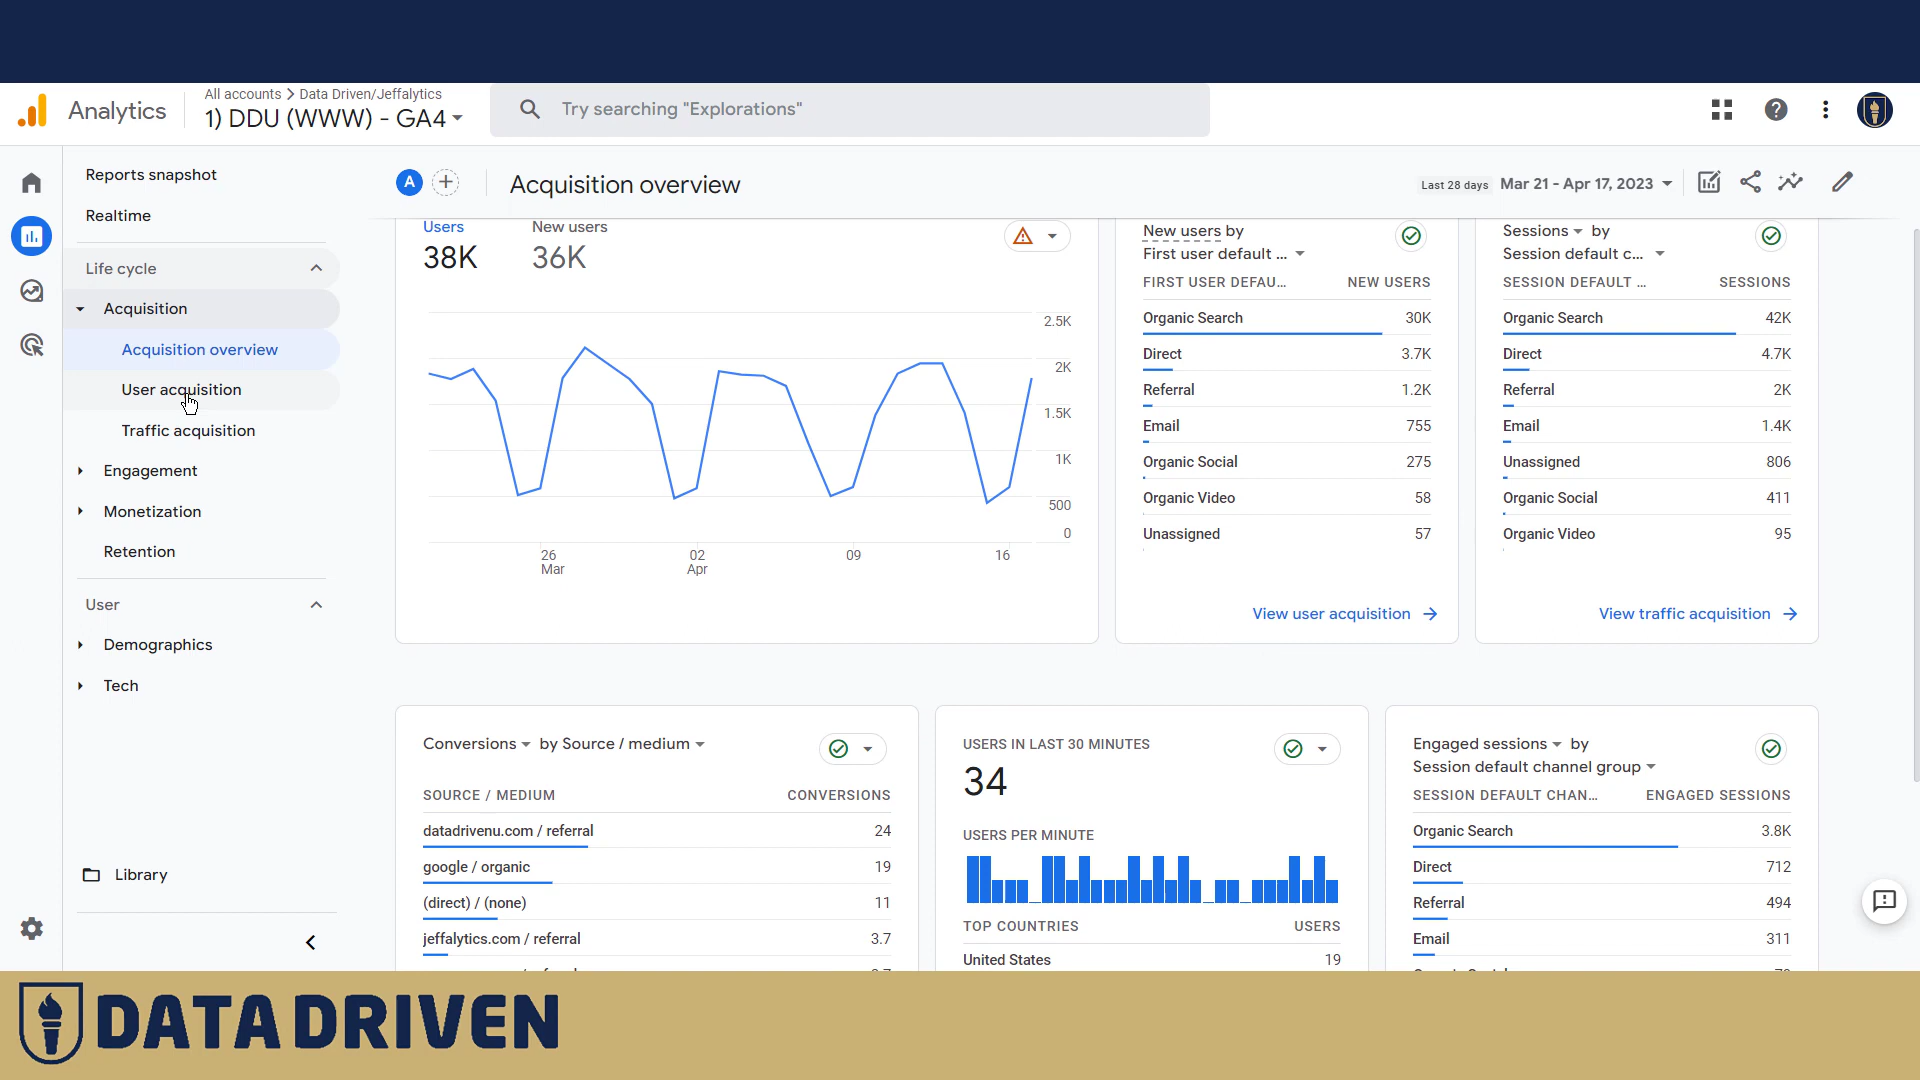 Analytics
All accounts > Data Driven/Jeffalytics
1) DDU (WWW) - GA4
Try searching "Explorations"
Reports snapshot
Realtime
Life cycle
Acquisition
Acquisition overview
User acquisition
Traffic acquisition
Engagement
Monetization
Retention
User
Demographics
Tech
Library
A
Acquisition overview
Last 28 days Mar 21 - Apr 17, 2023
Users
38K
New users
36K
2.5K
2K
1.5K
1K
500
0
26
Mar
02
Apr
09
16
New users by
First user default ...
FIRST USER DEFAU... NEW USERS
Organic Search 30K
Direct 3.7K
Referral 1.2K
Email 755
Organic Social 275
Organic Video 58
Unassigned 57
View user acquisition
Sessions by
Session default c...
SESSION DEFAULT ... SESSIONS
Organic Search 42K
Direct 4.7K
Referral 2K
Email 1.4K
Unassigned 806
Organic Social 411
Organic Video 95
View traffic acquisition
Conversions by Source / medium
SOURCE / MEDIUM CONVERSIONS
datadrivenu.com / referral 24
google / organic 19
(direct) / (none) 11
jeffalytics.com / referral 3.7
USERS IN LAST 30 MINUTES
34
USERS PER MINUTE
TOP COUNTRIES USERS
United States 19
Engaged sessions by
Session default channel group
SESSION DEFAULT CHAN... ENGAGED SESSIONS
Organic Search 3.8K
Direct 712
Referral 494
Email 311
DATA DRIVEN